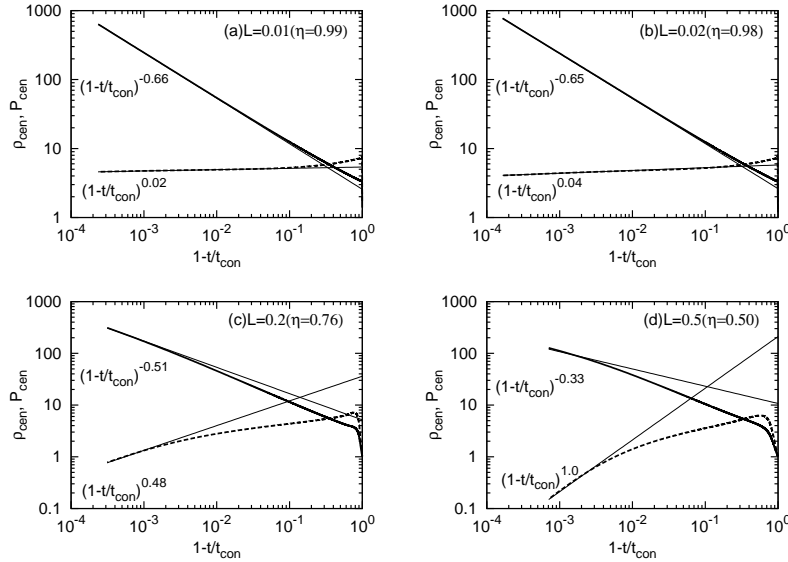 (a)L=0.01(η=0.99)
ρcen, Pcen
1000
100
10
1
(1-t/tcon)^-0.66
(1-t/tcon)^0.02
10^-4 10^-3 10^-2 10^-1 10^0
1-t/tcon
(b)L=0.02(η=0.98)
ρcen, Pcen
1000
100
10
1
(1-t/tcon)^-0.65
(1-t/tcon)^0.04
10^-4 10^-3 10^-2 10^-1 10^0
1-t/tcon
(c)L=0.2(η=0.76)
ρcen, Pcen
1000
100
10
1
0.1
(1-t/tcon)^-0.51
(1-t/tcon)^0.48
10^-4 10^-3 10^-2 10^-1 10^0
1-t/tcon
(d)L=0.5(η=0.50)
ρcen, Pcen
1000
100
10
1
0.1
(1-t/tcon)^-0.33
(1-t/tcon)^1.0
10^-4 10^-3 10^-2 10^-1 10^0
1-t/tcon